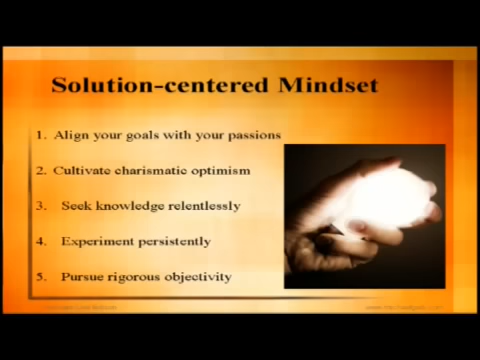 Solution-centered Mindset
1. Align your goals with your passions
2. Cultivate charismatic optimism
3. Seek knowledge relentlessly
4. Experiment persistently
5. Pursue rigorous objectivity